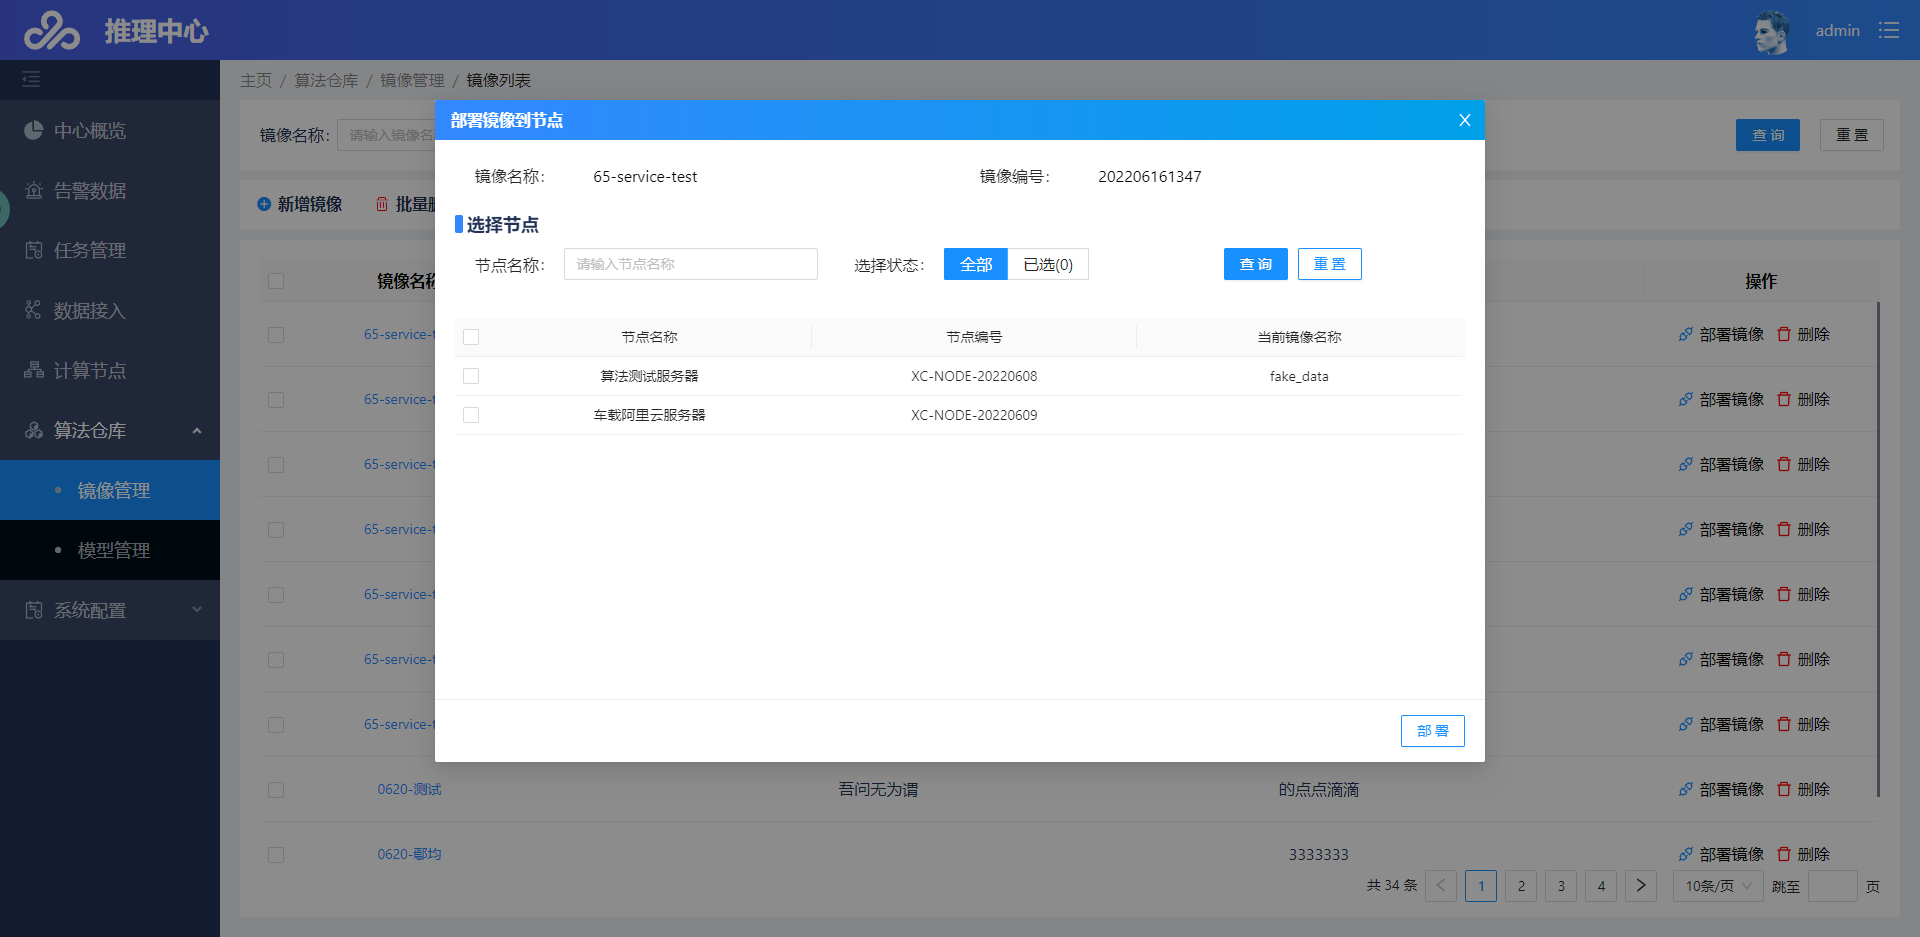 推理中心
admin
中心概览
告警数据
任务管理
数据接入
计算节点
算法仓库
镜像管理
模型管理
系统配置
主页 / 算法仓库 / 镜像管理 / 镜像列表
镜像名称: 请输入镜像名 查 询 重 置
新增镜像 批量删
镜像名称 操作
部署镜像到节点 X
镜像名称: 65-service-test 镜像编号: 202206161347
选择节点
节点名称: 请输入节点名称 选择状态: 全部 已选(0) 查 询 重 置
节点名称 节点编号 当前镜像名称
算法测试服务器 XC-NODE-20220608 fake_data
车载阿里云服务器 XC-NODE-20220609
部 署
65-service-t 部署镜像 删除
65-service-t 部署镜像 删除
65-service-t 部署镜像 删除
65-service-t 部署镜像 删除
65-service-t 部署镜像 删除
65-service-t 部署镜像 删除
65-service-t 部署镜像 删除
0620-测试 吾问无为谓 的点点滴滴 部署镜像 删除
0620-鄢均 3333333 部署镜像 删除
共 34 条 < 1 2 3 4 > 10条/页 跳至 页